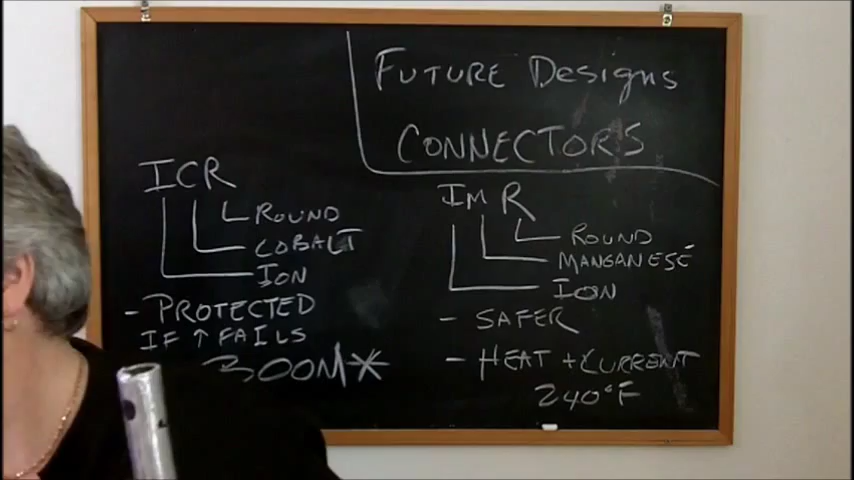 Future Designs
CONNECTORS
ICR
ROUND
COBALT
ION
- PROTECTED
IF ↑ FAILS
BOOM*
IMR
ROUND
MANGANESE
ION
- SAFER
- HEAT + CURRENT
240°F